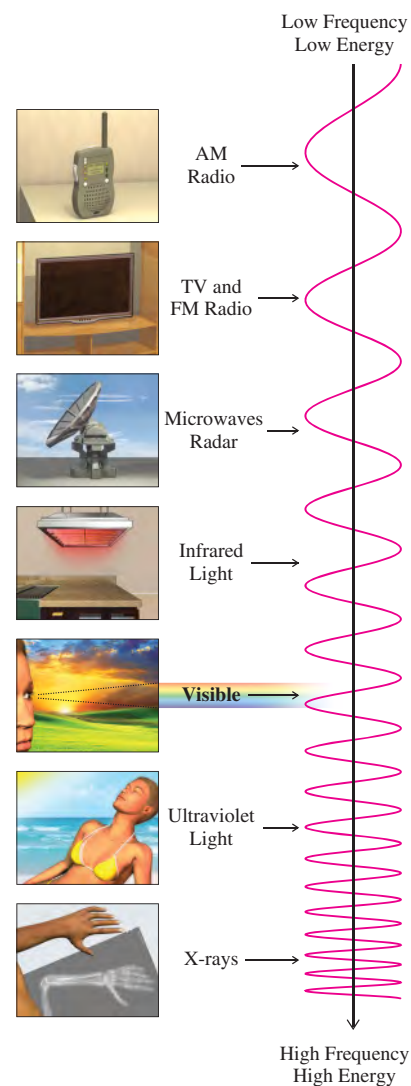 Low Frequency
Low Energy
AM
Radio
TV and
FM Radio
Microwaves
Radar
Infrared
Light
Visible
Ultraviolet
Light
X-rays
High Frequency
High Energy